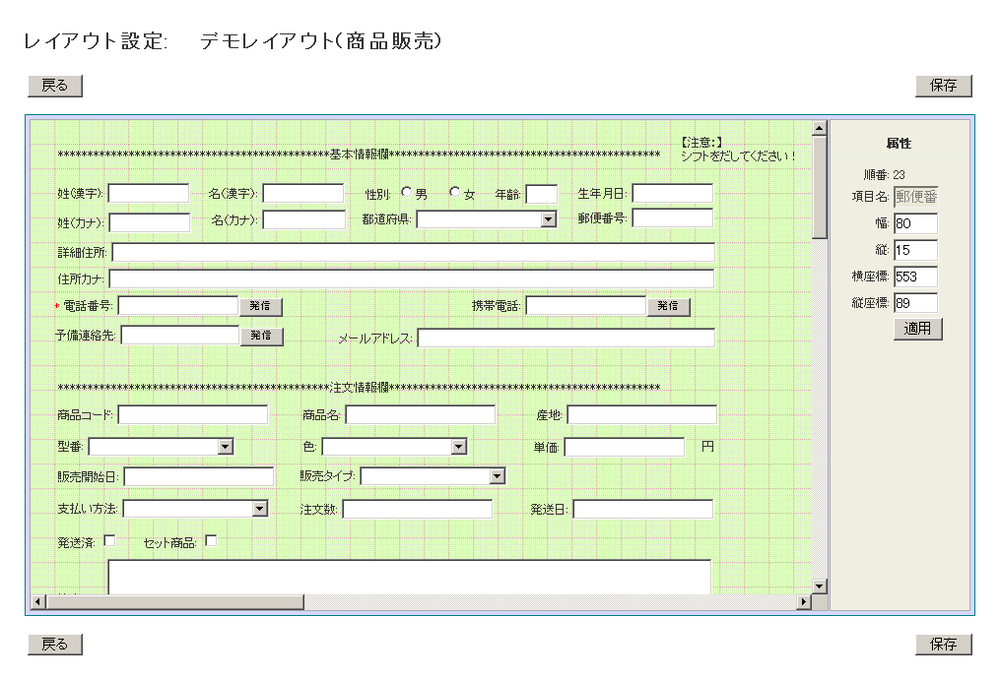 レイアウト設定: デモレイアウト(商品販売)
戻る 保存
【注意:】
シフトをだしてください!
**********************************************基本情報欄**********************************************
姓(漢字): 名(漢字): 性別: 男 女 年齢: 生年月日:
姓(カナ): 名(カナ): 都道府県: 郵便番号:
詳細住所:
住所カナ:
* 電話番号: 発信 携帯電話: 発信
予備連絡先: 発信 メールアドレス:
**********************************************注文情報欄**********************************************
商品コード: 商品名: 産地:
型番: 色: 単価: 円
販売開始日: 販売タイプ:
支払い方法: 注文数: 発送日:
発送済: セット商品:
属性
順番: 23
項目名: 郵便番
幅: 80
縦: 15
横座標: 553
縦座標: 89
適用
戻る 保存